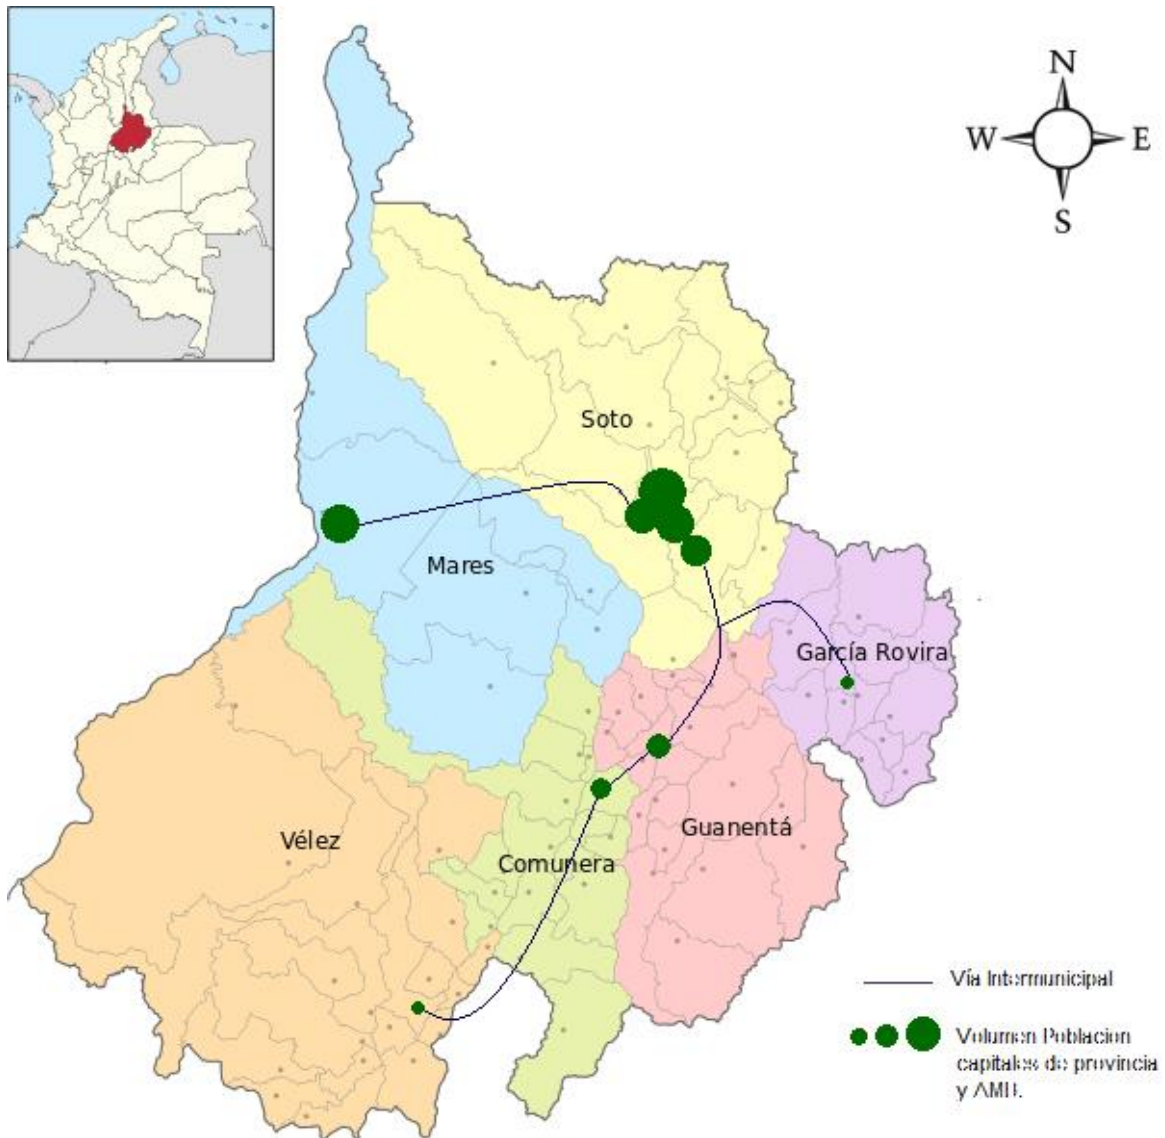 N
W E
S
Soto
Mares
García Rovira
Vélez
Guanentá
Comunera
Vía Intermunicipal
Volumen Poblacion
capitales de provincia
y AMB.